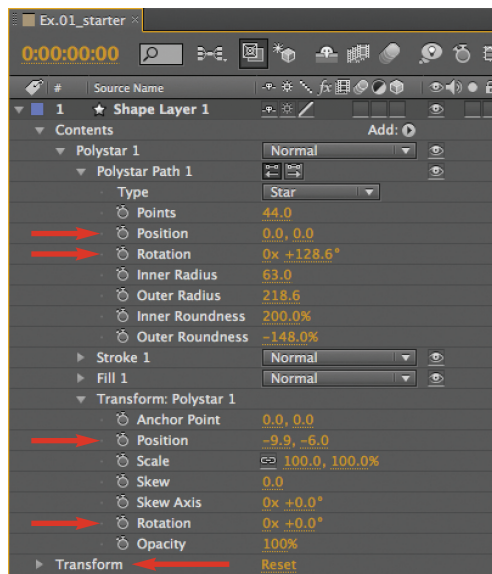 Ex.01_starter ×
0:00:00:00
# Source Name fx
1 ★ Shape Layer 1
Contents Add:
Polystar 1 Normal
Polystar Path 1
Type Star
Points 44.0
Position 0.0, 0.0
Rotation 0x +128.6°
Inner Radius 63.0
Outer Radius 218.6
Inner Roundness 200.0%
Outer Roundness -148.0%
Stroke 1 Normal
Fill 1 Normal
Transform: Polystar 1
Anchor Point 0.0, 0.0
Position -9.9, -6.0
Scale 100.0, 100.0%
Skew 0.0
Skew Axis 0x +0.0°
Rotation 0x +0.0°
Opacity 100%
Transform Reset